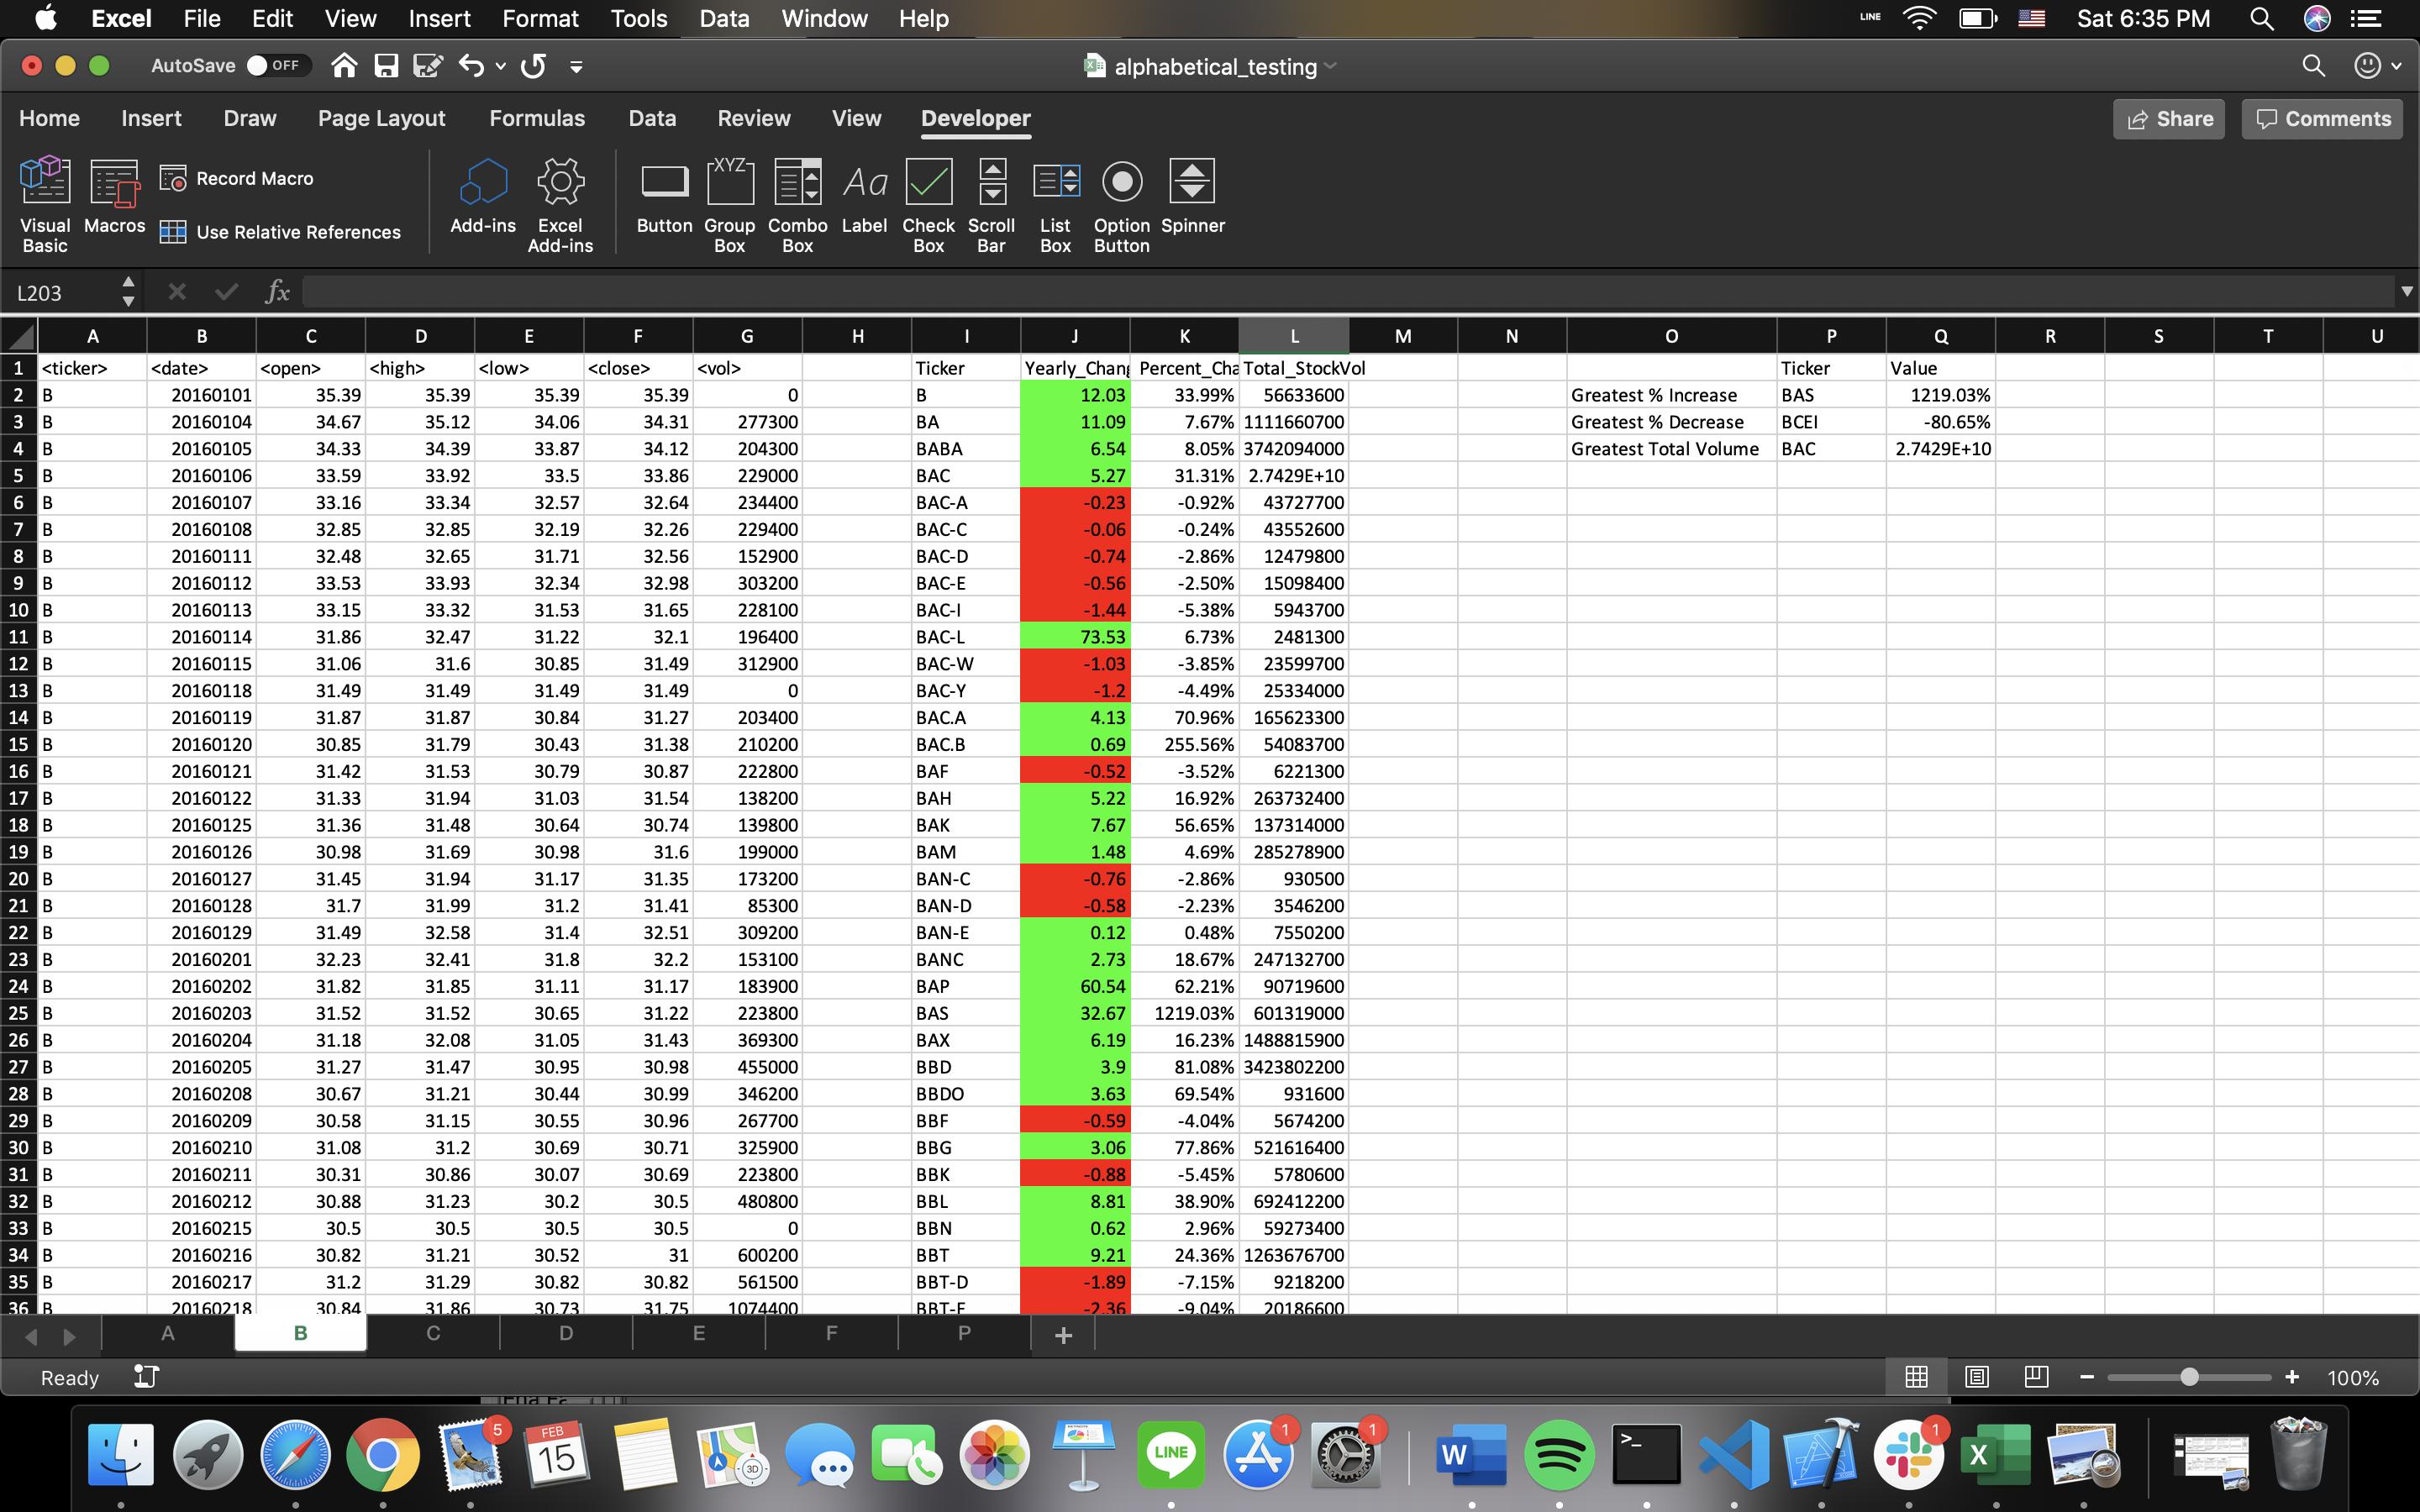 Excel File Edit View Insert Format Tools Data Window Help LINE Sat 6:35 PM
AutoSave OFF alphabetical_testing
Home Insert Draw Page Layout Formulas Data Review View Developer Share Comments
Visual Basic Macros Record Macro Use Relative References Add-ins Excel Add-ins Button XYZ Group Box Combo Box Aa Label Check Box Scroll Bar List Box Option Button Spinner
L203 fx
A B C D E F G H I J K L M N O P Q R S T U
1 <ticker> <date> <open> <high> <low> <close> <vol> Ticker Yearly_Chang Percent_Cha Total_StockVol Ticker Value
2 B 20160101 35.39 35.39 35.39 35.39 0 B 12.03 33.99% 56633600 Greatest % Increase BAS 1219.03%
3 B 20160104 34.67 35.12 34.06 34.31 277300 BA 11.09 7.67% 1111660700 Greatest % Decrease BCEI -80.65%
4 B 20160105 34.33 34.39 33.87 34.12 204300 BABA 6.54 8.05% 3742094000 Greatest Total Volume BAC 2.7429E+10
5 B 20160106 33.59 33.92 33.5 33.86 229000 BAC 5.27 31.31% 2.7429E+10
6 B 20160107 33.16 33.34 32.57 32.64 234400 BAC-A -0.23 -0.92% 43727700
7 B 20160108 32.85 32.85 32.19 32.26 229400 BAC-C -0.06 -0.24% 43552600
8 B 20160111 32.48 32.65 31.71 32.56 152900 BAC-D -0.74 -2.86% 12479800
9 B 20160112 33.53 33.93 32.34 32.98 303200 BAC-E -0.56 -2.50% 15098400
10 B 20160113 33.15 33.32 31.53 31.65 228100 BAC-I -1.44 -5.38% 5943700
11 B 20160114 31.86 32.47 31.22 32.1 196400 BAC-L 73.53 6.73% 2481300
12 B 20160115 31.06 31.6 30.85 31.49 312900 BAC-W -1.03 -3.85% 23599700
13 B 20160118 31.49 31.49 31.49 31.49 0 BAC-Y -1.2 -4.49% 25334000
14 B 20160119 31.87 31.87 30.84 31.27 203400 BAC.A 4.13 70.96% 165623300
15 B 20160120 30.85 31.79 30.43 31.38 210200 BAC.B 0.69 255.56% 54083700
16 B 20160121 31.42 31.53 30.79 30.87 222800 BAF -0.52 -3.52% 6221300
17 B 20160122 31.33 31.94 31.03 31.54 138200 BAH 5.22 16.92% 263732400
18 B 20160125 31.36 31.48 30.64 30.74 139800 BAK 7.67 56.65% 137314000
19 B 20160126 30.98 31.69 30.98 31.6 199000 BAM 1.48 4.69% 285278900
20 B 20160127 31.45 31.94 31.17 31.35 173200 BAN-C -0.76 -2.86% 930500
21 B 20160128 31.7 31.99 31.2 31.41 85300 BAN-D -0.58 -2.23% 3546200
22 B 20160129 31.49 32.58 31.4 32.51 309200 BAN-E 0.12 0.48% 7550200
23 B 20160201 32.23 32.41 31.8 32.2 153100 BANC 2.73 18.67% 247132700
24 B 20160202 31.82 31.85 31.11 31.17 183900 BAP 60.54 62.21% 90719600
25 B 20160203 31.52 31.52 30.65 31.22 223800 BAS 32.67 1219.03% 601319000
26 B 20160204 31.18 32.08 31.05 31.43 369300 BAX 6.19 16.23% 1488815900
27 B 20160205 31.27 31.47 30.95 30.98 455000 BBD 3.9 81.08% 3423802200
28 B 20160208 30.67 31.21 30.44 30.99 346200 BBDO 3.63 69.54% 931600
29 B 20160209 30.58 31.15 30.55 30.96 267700 BBF -0.59 -4.04% 5674200
30 B 20160210 31.08 31.2 30.69 30.71 325900 BBG 3.06 77.86% 521616400
31 B 20160211 30.31 30.86 30.07 30.69 223800 BBK -0.88 -5.45% 5780600
32 B 20160212 30.88 31.23 30.2 30.5 480800 BBL 8.81 38.90% 692412200
33 B 20160215 30.5 30.5 30.5 30.5 0 BBN 0.62 2.96% 59273400
34 B 20160216 30.82 31.21 30.52 31 600200 BBT 9.21 24.36% 1263676700
35 B 20160217 31.2 31.29 30.82 30.82 561500 BBT-D -1.89 -7.15% 9218200
36 B 20160218 30.84 31.86 30.73 31.75 1074400 BBT-F -2.36 -9.04% 20186600
A B C D E F P +
Ready 100%
5 FEB 15 3D LINE 1 1 W >_ 1 X